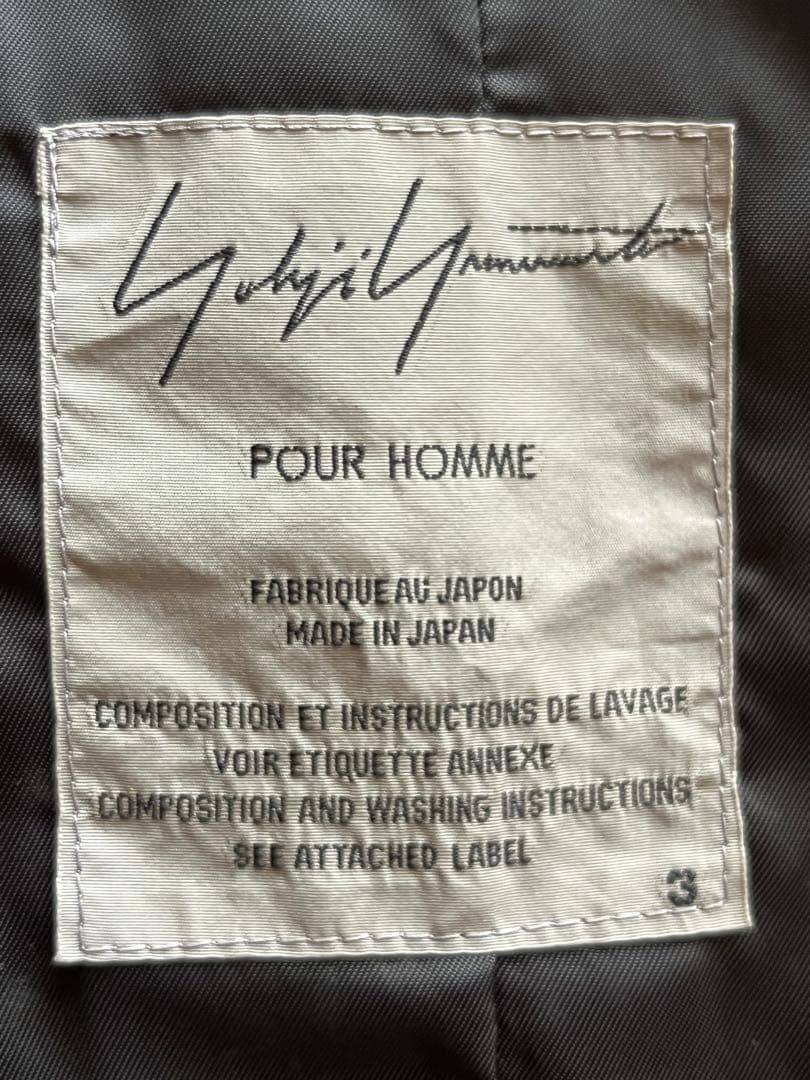 Yohji Yamamoto
POUR HOMME
FABRIQUE AU JAPON
MADE IN JAPAN
COMPOSITION ET INSTRUCTIONS DE LAVAGE
VOIR ETIQUETTE ANNEXE
COMPOSITION AND WASHING INSTRUCTIONS
SEE ATTACHED LABEL
3